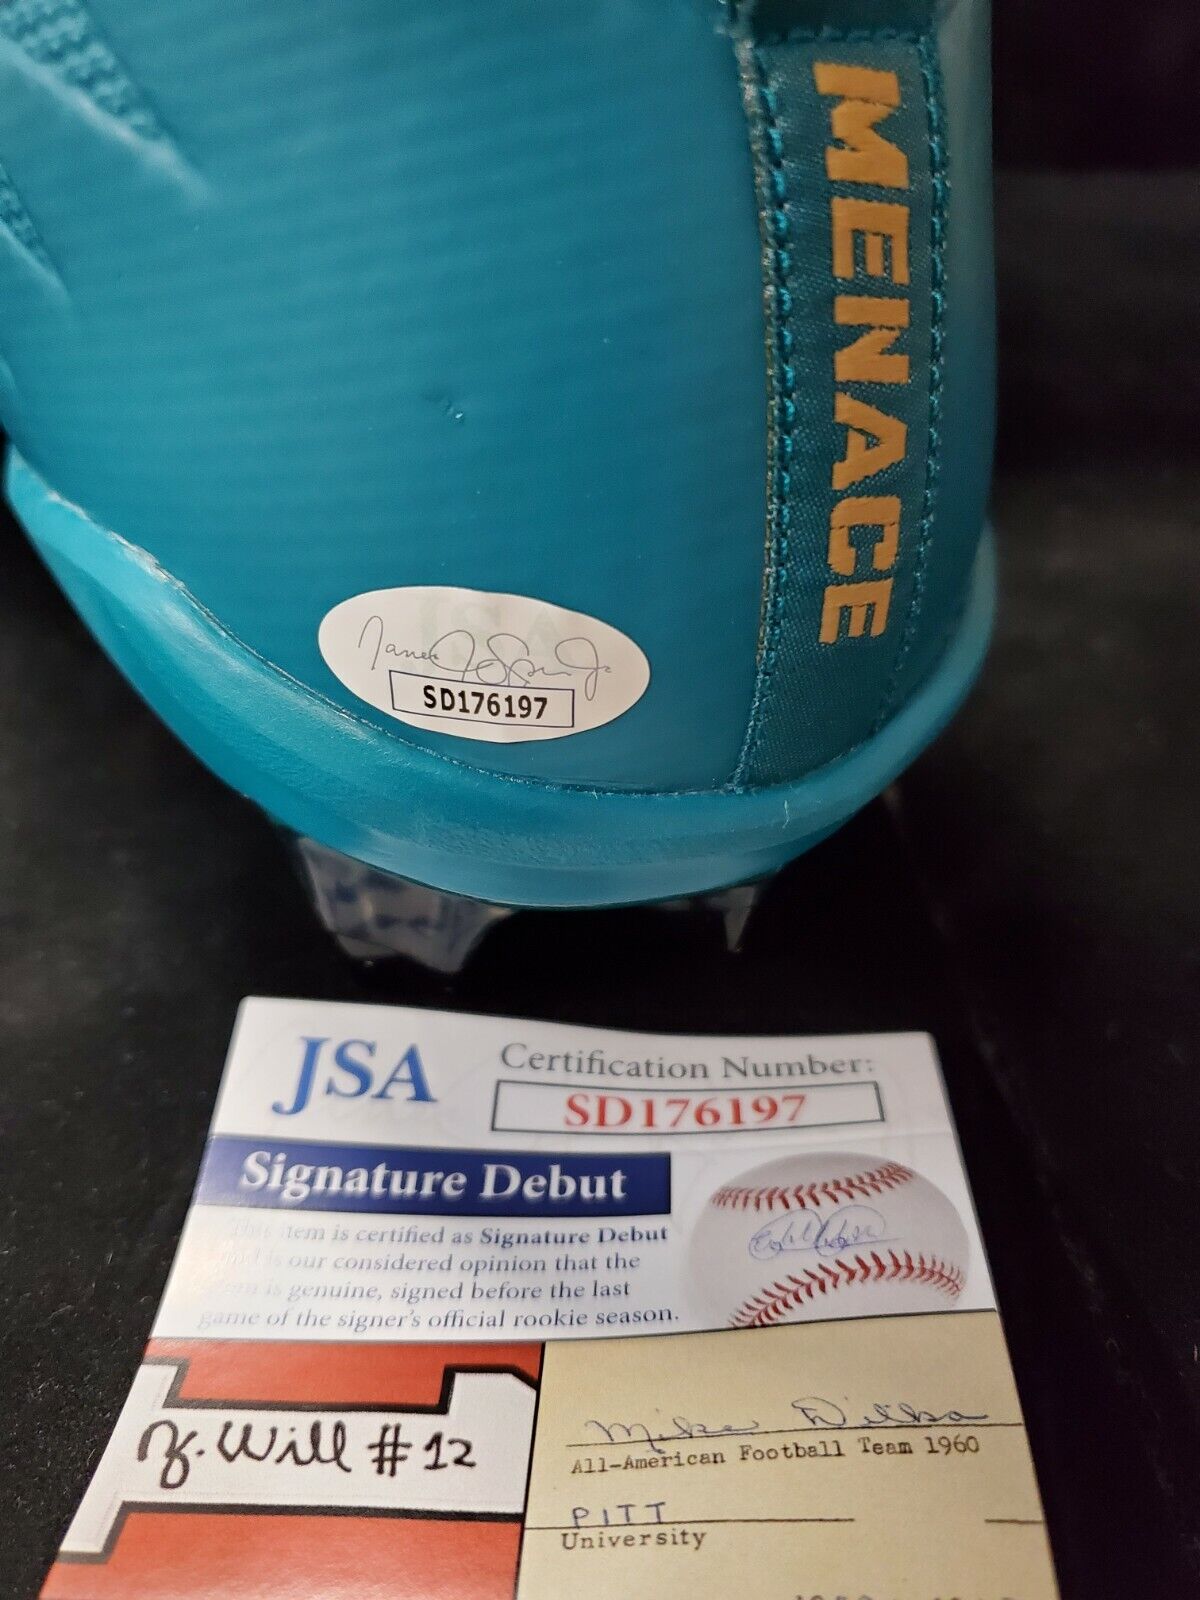 MENACE
SD176197
JSA
Certification Number:
SD176197
Signature Debut
This item is certified as Signature Debut
and is our considered opinion that the
item is genuine, signed before the last
game of the signer's official rookie season.
y. Will #12
Mike Ditka
All-American Football Team 1960
PITT
University